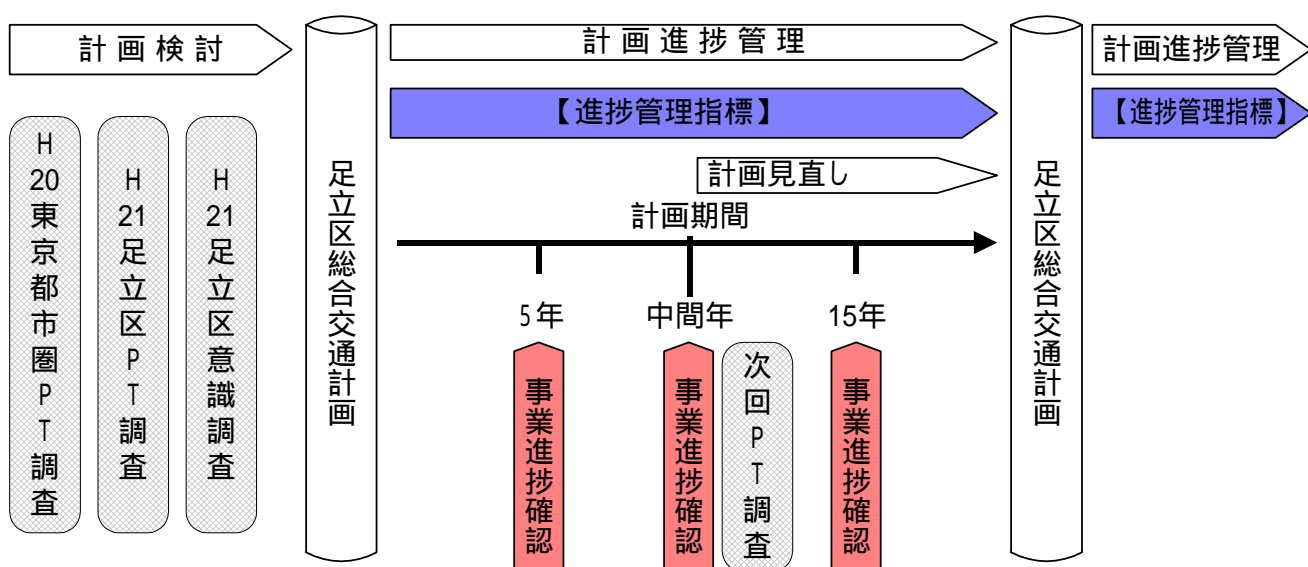 計画検討
H20東京都市圏PT調査
H21足立区PT調査
H21足立区意識調査
足立区総合交通計画
計画進捗管理
【進捗管理指標】
計画見直し
計画期間
5年
中間年
15年
事業進捗確認
事業進捗確認
次回PT調査
事業進捗確認
足立区総合交通計画
計画進捗管理
【進捗管理指標】